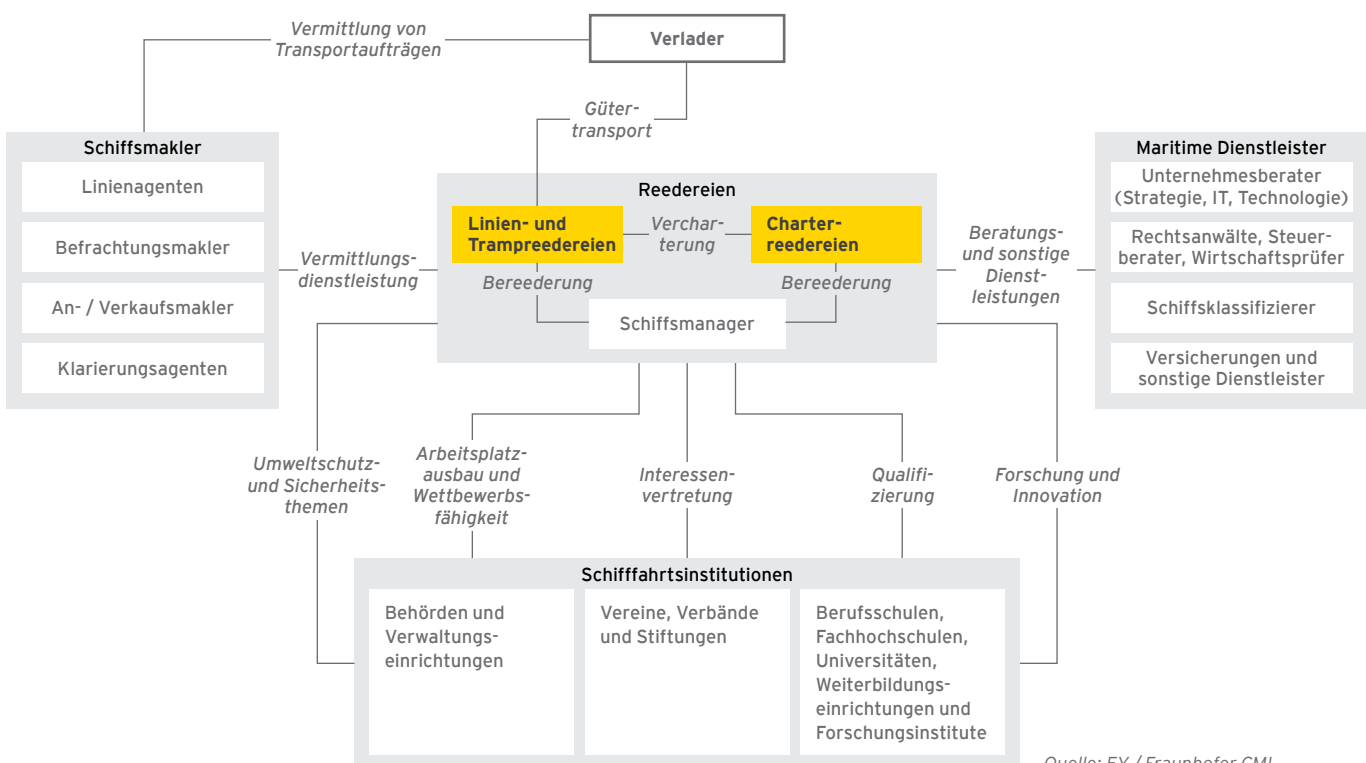 Vermittlung von
Transportaufträgen
Verlader
Güter-
transport
Schiffsmakler
Linienagenten
Befrachtungsmakler
An- / Verkaufsmakler
Klarierungsagenten
Vermittlungs-
dienstleistung
Reedereien
Linien- und
Trampreedereien
Verchar-
terung
Charter-
reedereien
Bereederung
Bereederung
Schiffsmanager
Beratungs-
und sonstige
Dienst-
leistungen
Maritime Dienstleister
Unternehmesberater
(Strategie, IT, Technologie)
Rechtsanwälte, Steuer-
berater, Wirtschaftsprüfer
Schiffsklassifizierer
Versicherungen und
sonstige Dienstleister
Umweltschutz-
und Sicherheits-
themen
Arbeitsplatz-
ausbau und
Wettbewerbs-
fähigkeit
Interessen-
vertretung
Qualifi-
zierung
Forschung und
Innovation
Schifffahrtsinstitutionen
Behörden und
Verwaltungs-
einrichtungen
Vereine, Verbände
und Stiftungen
Berufsschulen,
Fachhochschulen,
Universitäten,
Weiterbildungs-
einrichtungen und
Forschungsinstitute
Quelle: EY / Fraunhofer CML